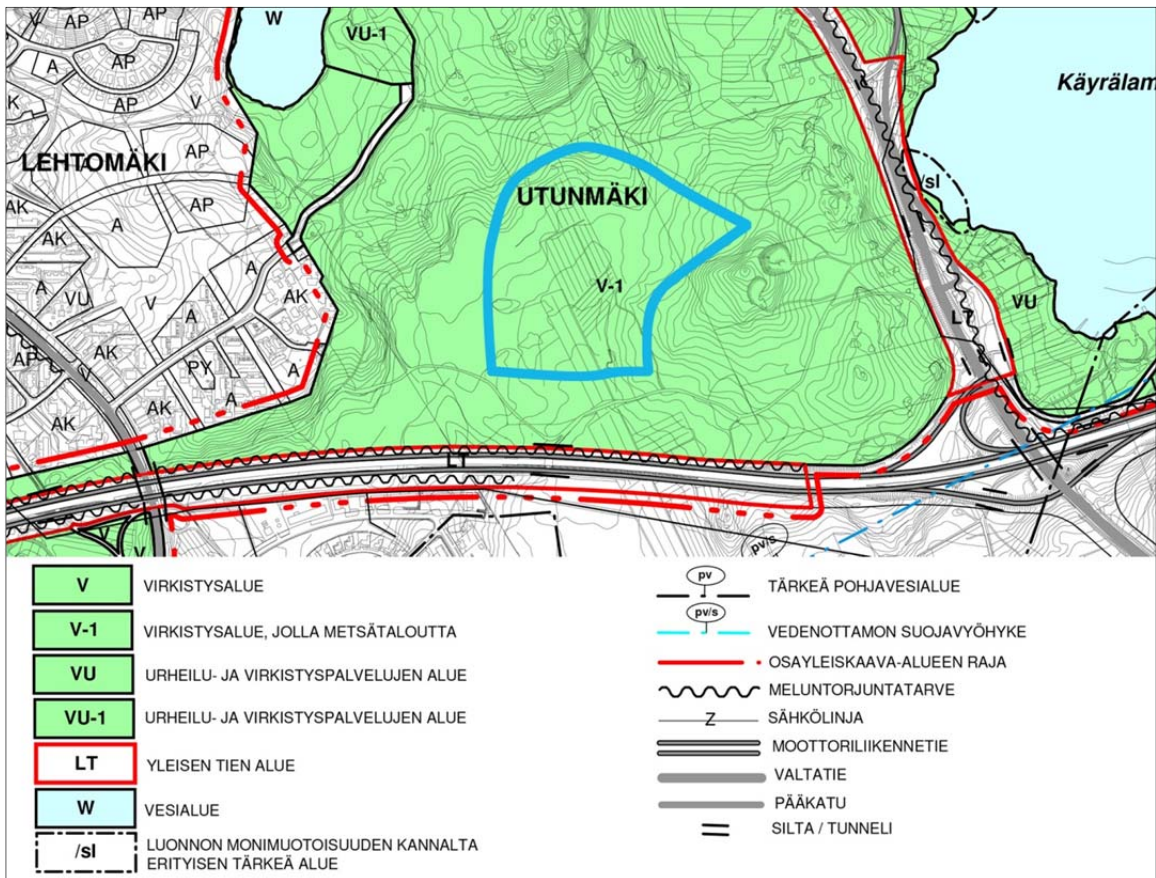 W
VU-1
V
AP
AP
A
AP
AP
V
A
K
AP
Käyrälam
LEHTOMÄKI
AP
UTUNMÄKI
/sl
AK
A
AP
AK
A
V-1
A
VU
V
A
AK
VU
LT
AK
PY
A
AP
V
AK
AK
A
LT
V
V
pv/s
V
VIRKISTYSALUE
V-1
VIRKISTYSALUE, JOLLA METSÄTALOUTTA
VU
URHEILU- JA VIRKISTYSPALVELUJEN ALUE
VU-1
URHEILU- JA VIRKISTYSPALVELUJEN ALUE
LT
YLEISEN TIEN ALUE
W
VESIALUE
/sl
LUONNON MONIMUOTOISUUDEN KANNALTA
ERITYISEN TÄRKEÄ ALUE
pv
TÄRKEÄ POHJAVESIALUE
pv/s
VEDENOTTAMON SUOJAVYÖHYKE
OSAYLEISKAAVA-ALUEEN RAJA
MELUNTORJUNTATARVE
Z
SÄHKÖLINJA
MOOTTORILIIKENNETIE
VALTATIE
PÄÄKATU
SILTA / TUNNELI